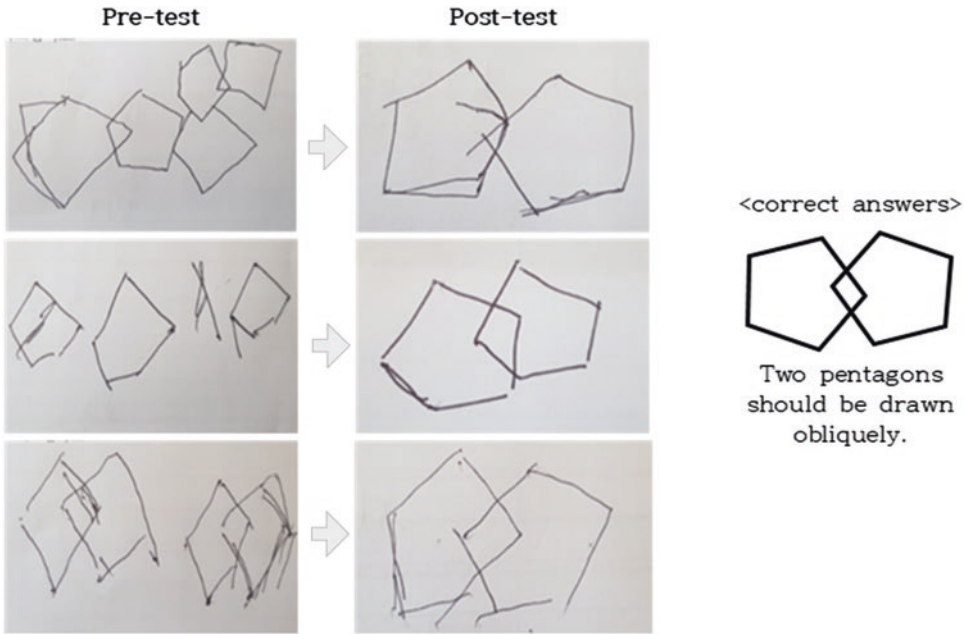 Pre-test
Post-test
<correct answers>
Two pentagons
should be drawn
obliquely.